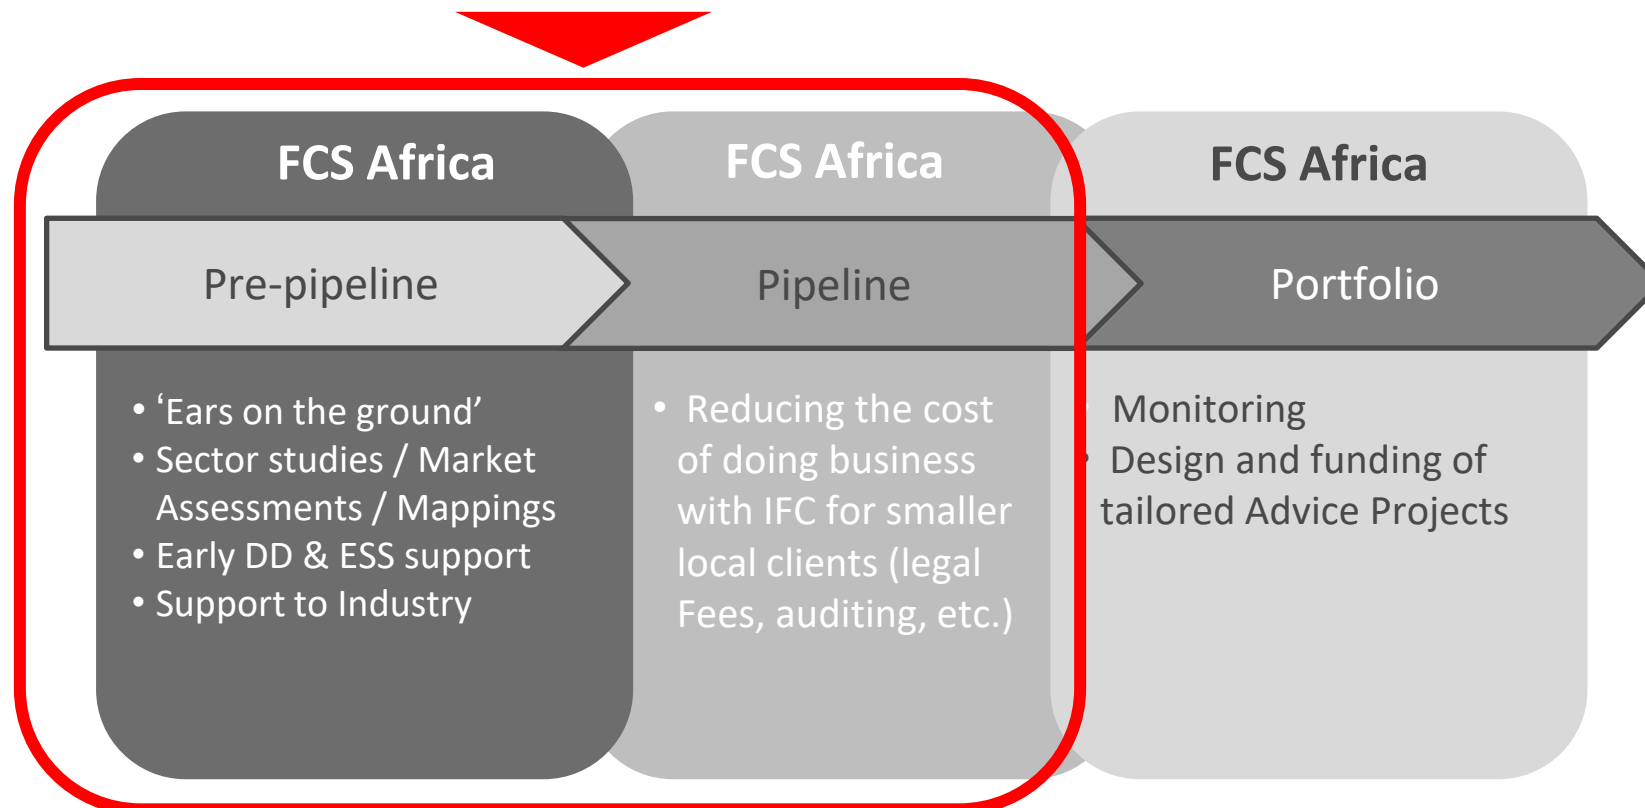 FCS Africa
Pre-pipeline
• ‘Ears on the ground’
• Sector studies / Market
Assessments / Mappings
• Early DD & ESS support
• Support to Industry
FCS Africa
Pipeline
• Reducing the cost
of doing business
with IFC for smaller
local clients (legal
Fees, auditing, etc.)
FCS Africa
Portfolio
• Monitoring
• Design and funding of
tailored Advice Projects